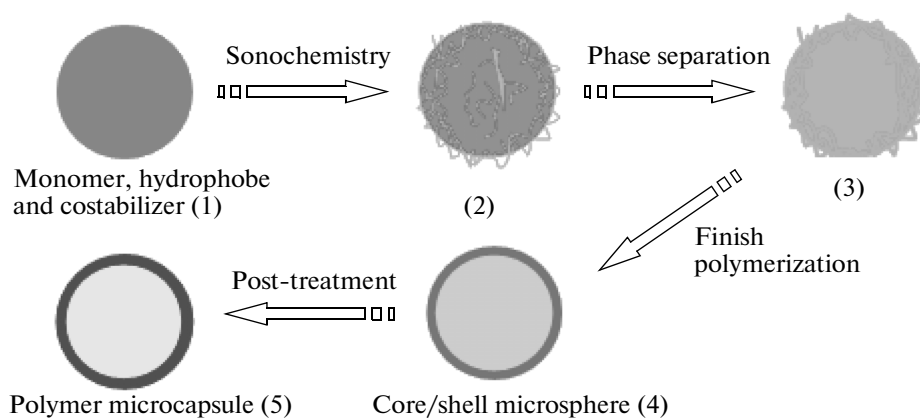 Sonochemistry
Phase separation
Monomer, hydrophobe
and costabilizer (1)
(2)
(3)
Finish
polymerization
Post-treatment
Polymer microcapsule (5)
Core/shell microsphere (4)